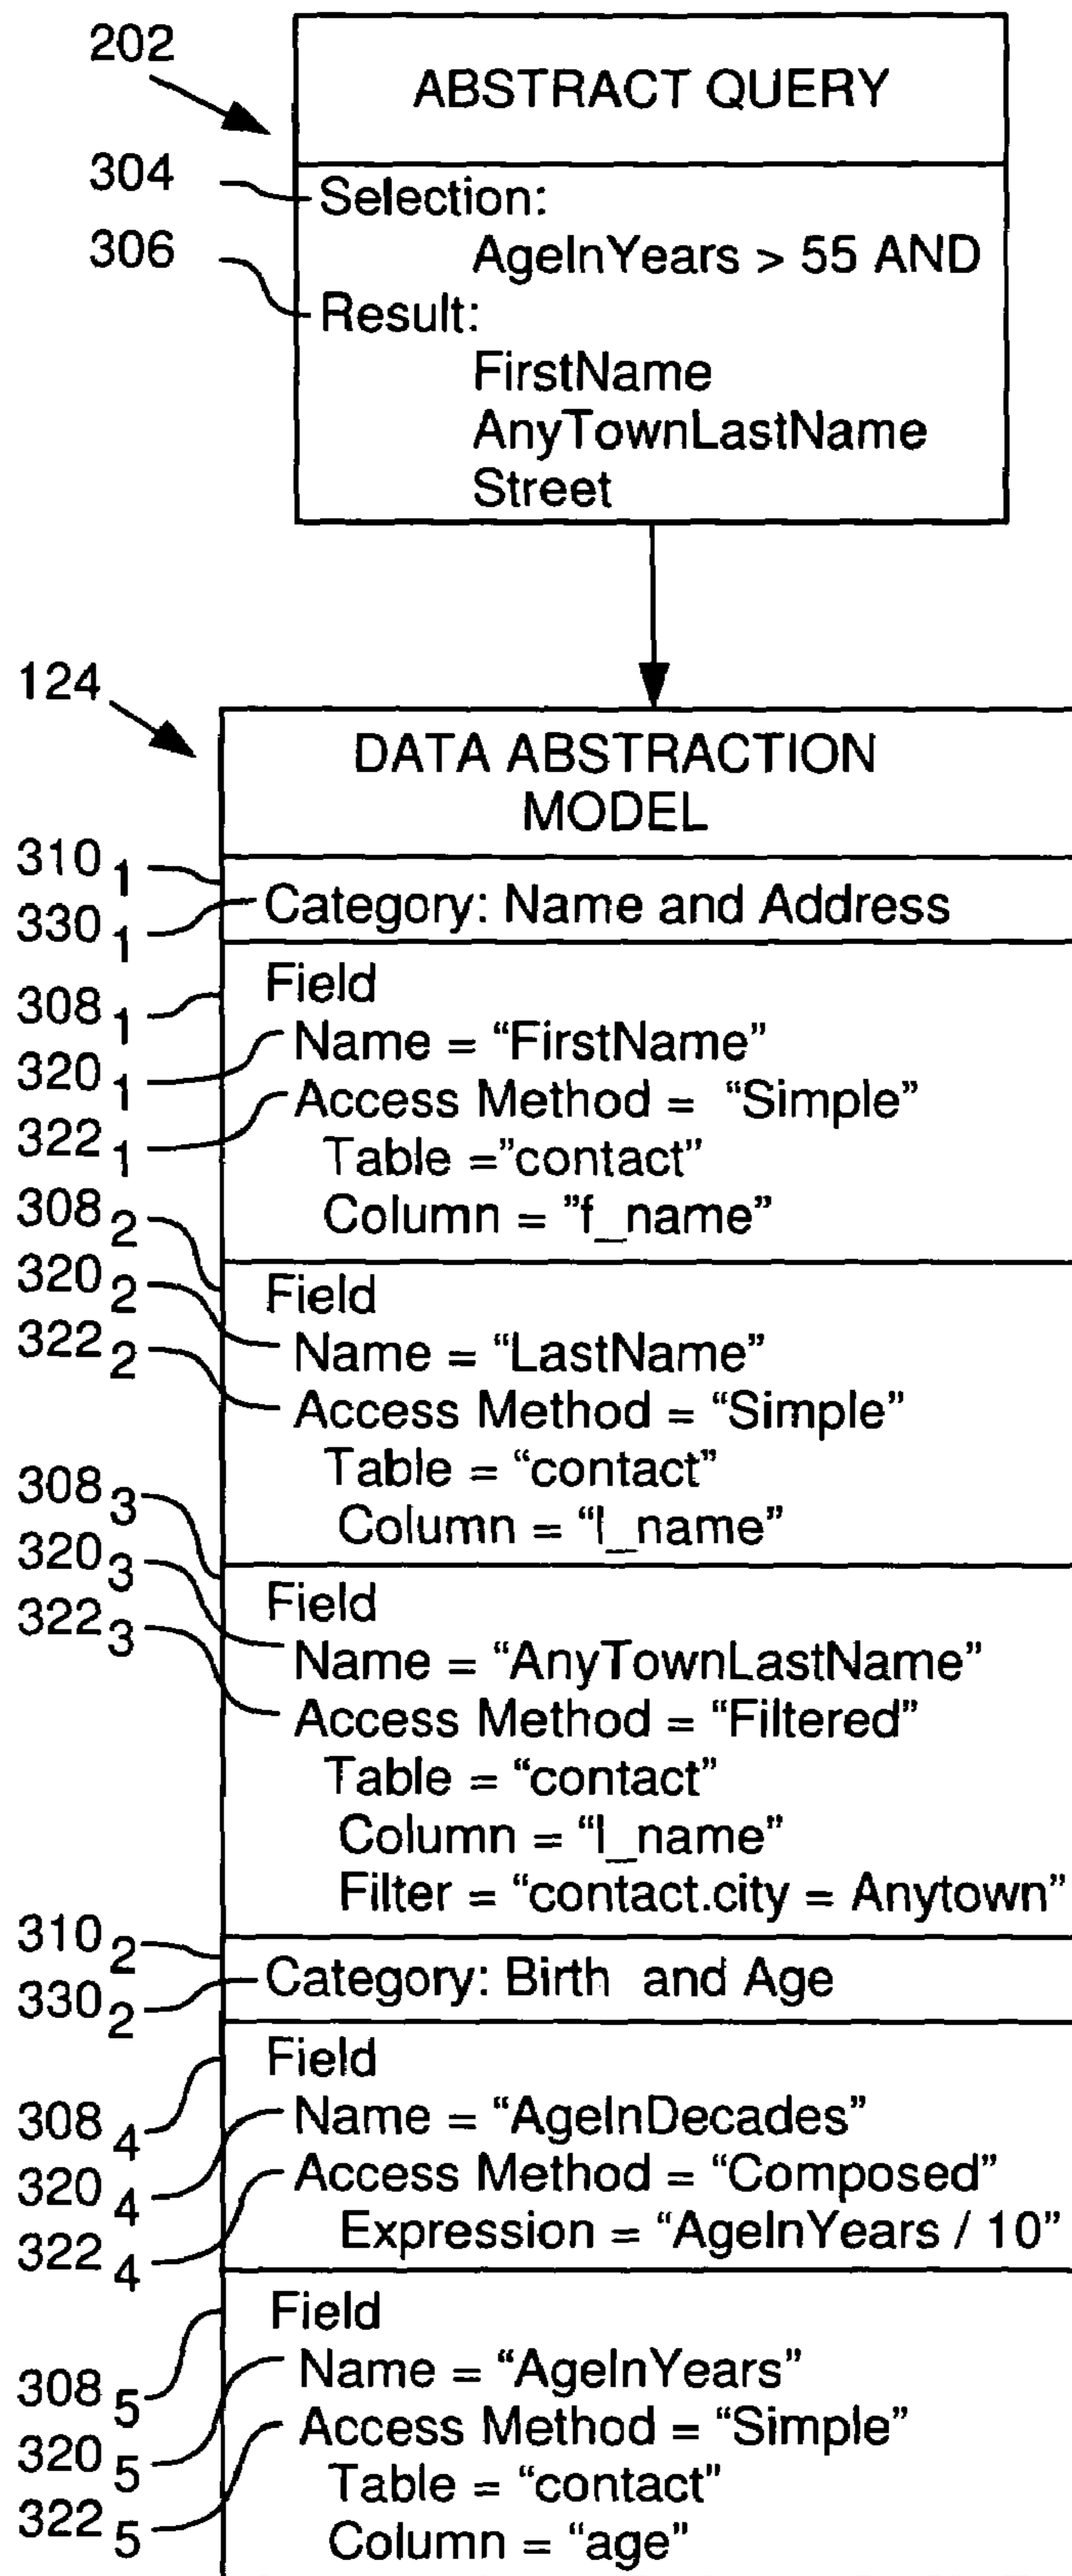 202
ABSTRACT QUERY
304
Selection:
AgeInYears > 55 AND
306
Result:
FirstName
AnyTownLastName
Street
124
DATA ABSTRACTION
MODEL
310 1
330 1
Category: Name and Address
308 1
Field
320 1
Name = “FirstName”
322 1
Access Method = “Simple”
Table =”contact”
Column = ”f_name”
308 2
Field
320 2
Name = “LastName”
322 2
Access Method = “Simple”
Table = “contact”
Column = “l_name”
308 3
Field
320 3
Name = “AnyTownLastName”
322 3
Access Method = “Filtered”
Table = “contact”
Column = “l_name”
Filter = “contact.city = Anytown”
310 2
330 2
Category: Birth and Age
308 4
Field
320 4
Name = “AgeInDecades”
322 4
Access Method = “Composed”
Expression = “AgeInYears / 10”
308 5
Field
320 5
Name = “AgeInYears”
322 5
Access Method = “Simple”
Table = “contact”
Column = “age”